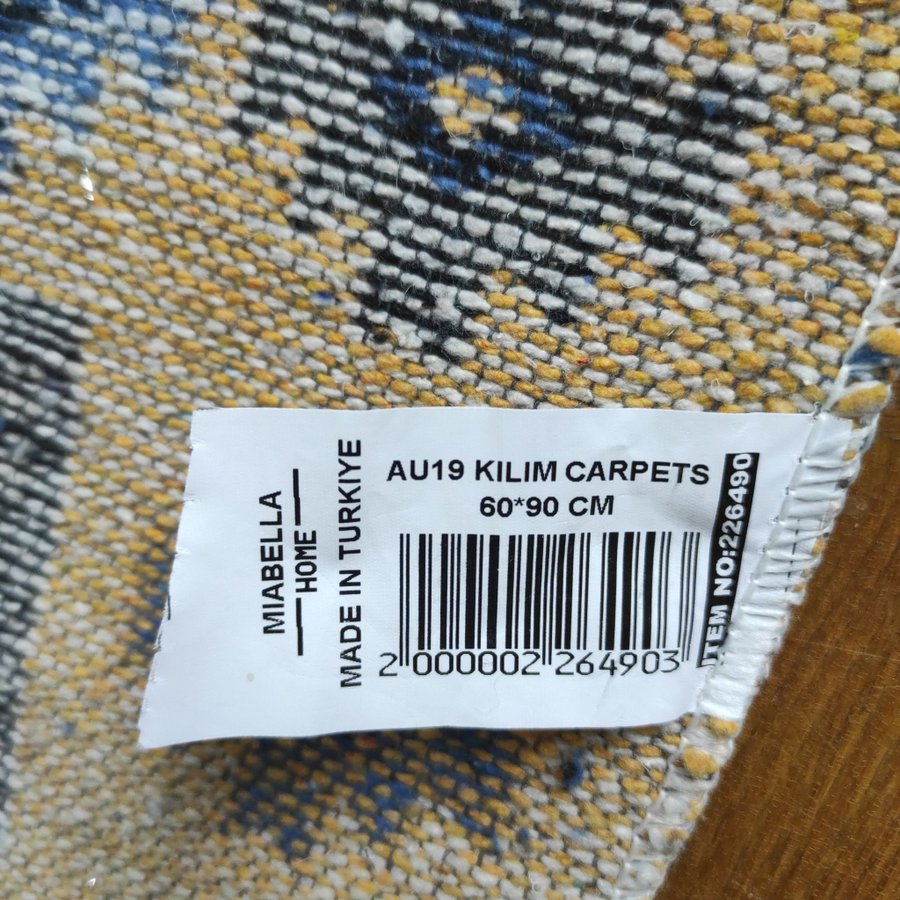 MIABELLA
HOME
MADE IN TURKIYE
AU19 KILIM CARPETS
60*90 CM
2 000002 264903
ITEM NO:226490